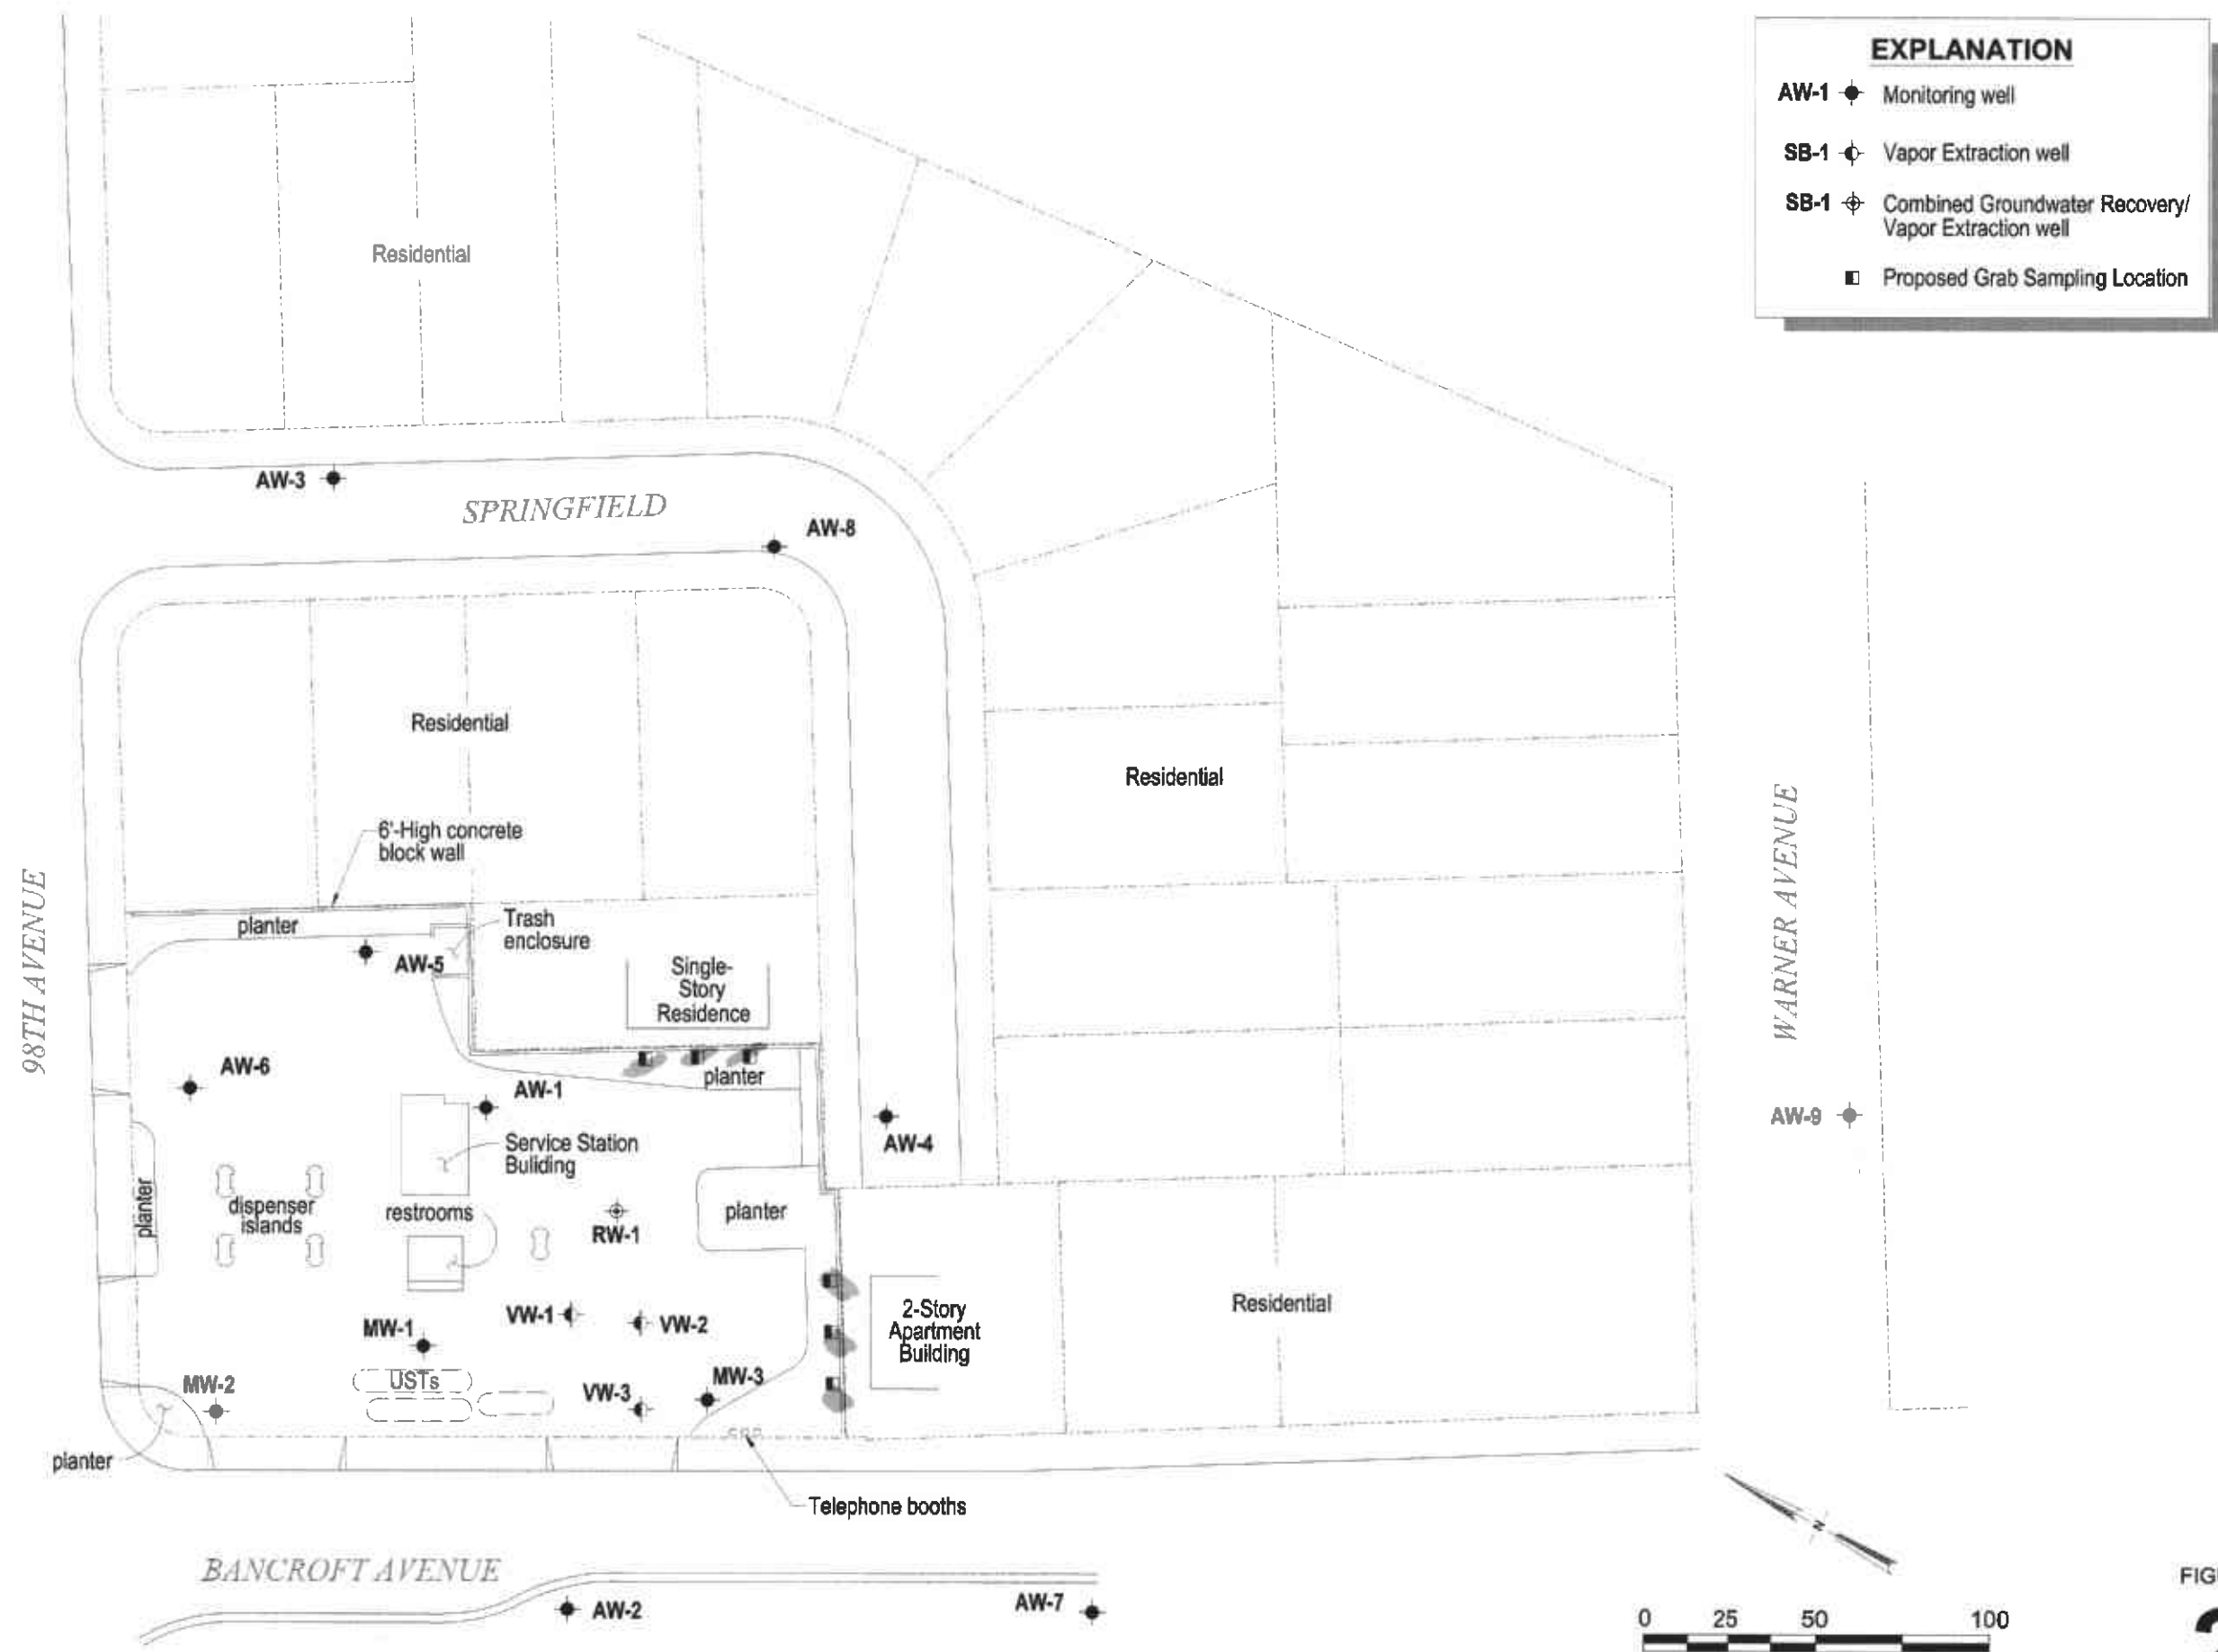 EXPLANATION
AW-1 Monitoring well
SB-1 Vapor Extraction well
SB-1 Combined Groundwater Recovery/
Vapor Extraction well
Proposed Grab Sampling Location
Residential
AW-3
SPRINGFIELD
AW-8
Residential
Residential
6'-High concrete
block wall
98TH AVENUE
WARNER AVENUE
planter
Trash
enclosure
AW-5
Single-
Story
Residence
AW-6
planter
AW-1
AW-9
AW-4
Service Station
Buliding
planter
dispenser
islands
restrooms
planter
RW-1
2-Story
Apartment
Building
Residential
VW-1
VW-2
MW-1
MW-2
USTs
VW-3
MW-3
planter
Telephone booths
N
BANCROFT AVENUE
AW-2
AW-7
0 25 50 100